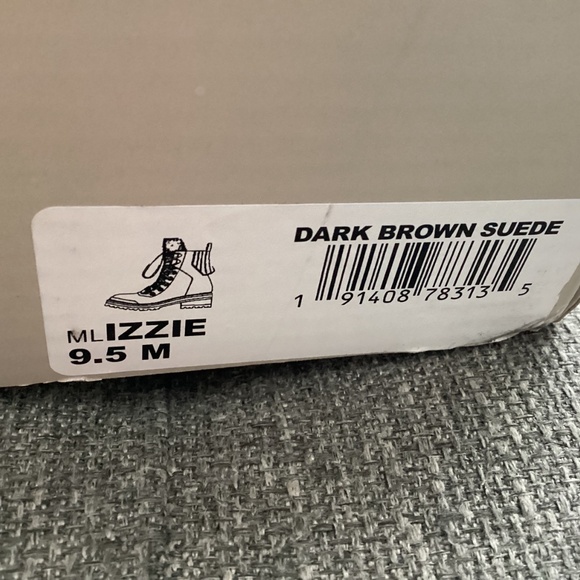 DARK BROWN SUEDE
1 91408 78313 5
MLIZZIE
9.5 M